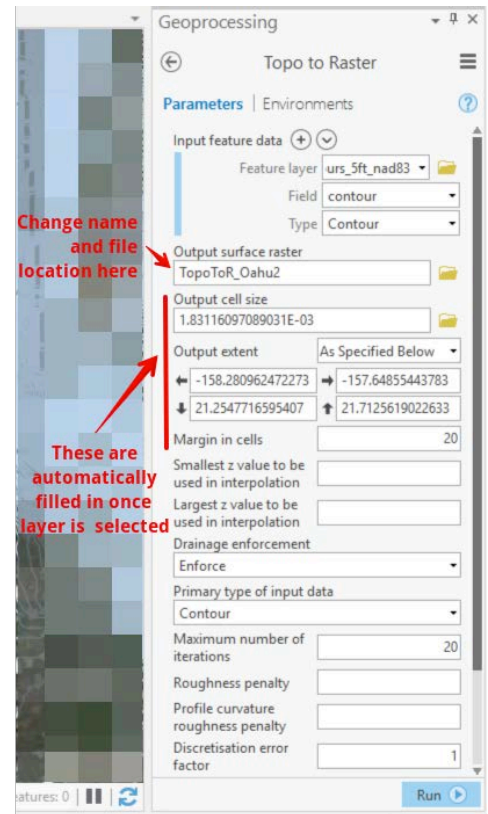 Geoprocessing
Topo to Raster
Parameters | Environments
Input feature data
Feature layer urs_5ft_nad83
Field contour
Type Contour
Change name
and file
location here
Output surface raster
TopoToR_Oahu2
Output cell size
1.83116097089031E-03
Output extent As Specified Below
-158.280962472273 -157.64855443783
21.2547716595407 21.7125619022633
Margin in cells 20
These are
automatically
filled in once
layer is selected
Smallest z value to be
used in interpolation
Largest z value to be
used in interpolation
Drainage enforcement
Enforce
Primary type of input data
Contour
Maximum number of
iterations 20
Roughness penalty
Profile curvature
roughness penalty
Discretisation error
factor 1
eatures: 0
Run